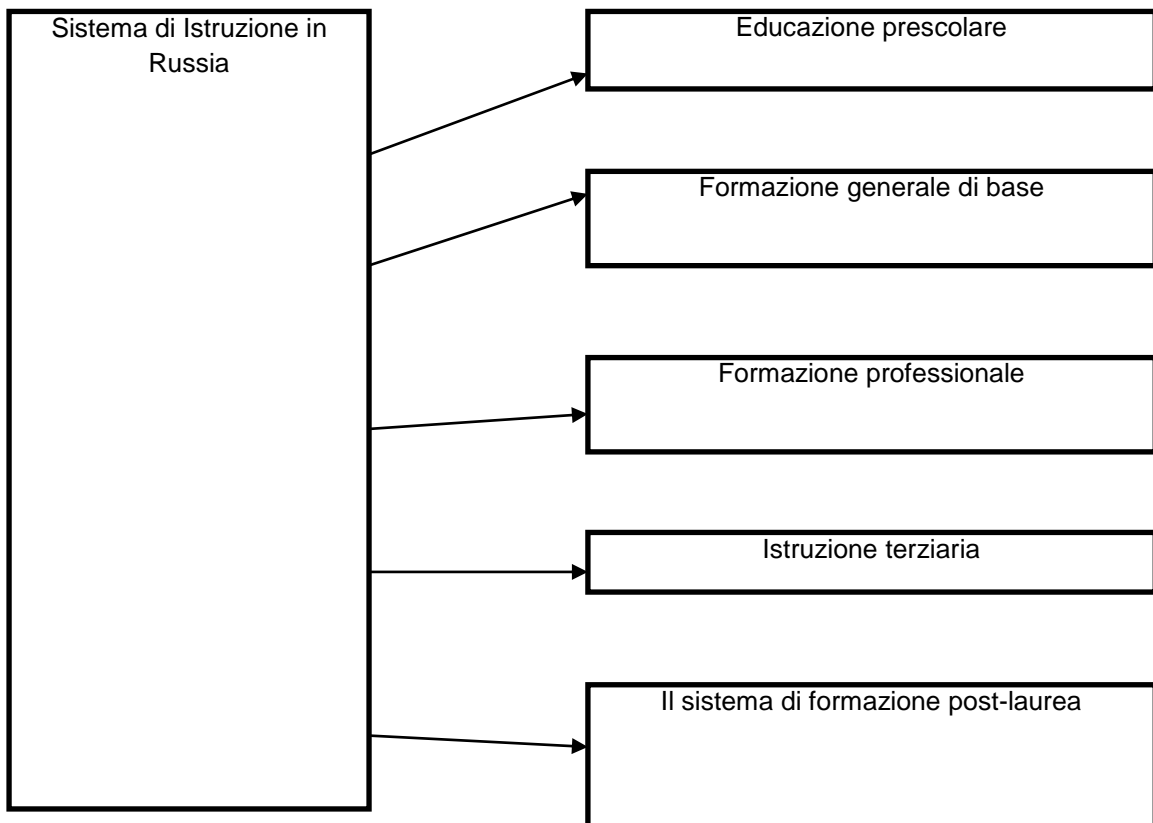 Sistema di Istruzione in
Russia
Educazione prescolare
Formazione generale di base
Formazione professionale
Istruzione terziaria
Il sistema di formazione post-laurea